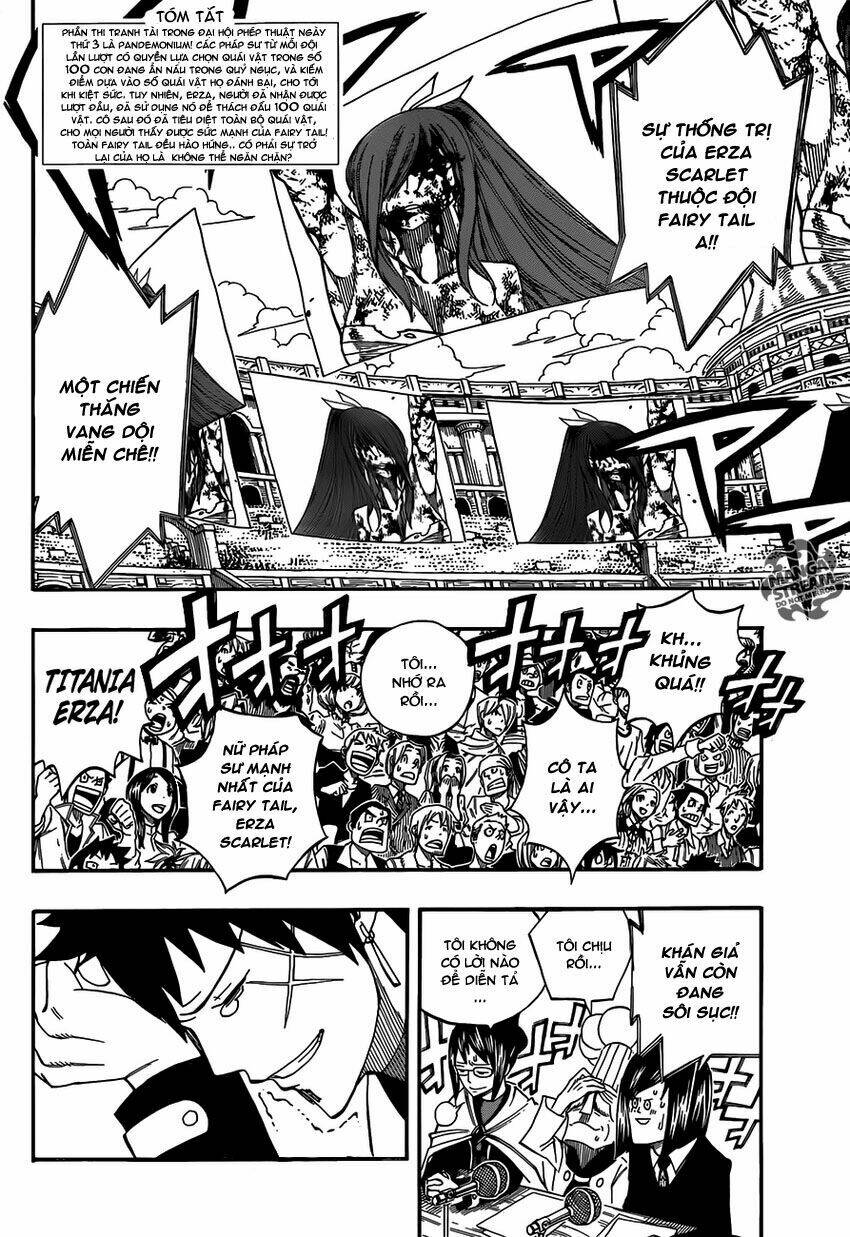 TÓM TẮT
PHẦN THI TRANH TÀI TRONG ĐẠI HỘI PHÉP THUẬT NGÀY
THỨ 3 LÀ PANDEMONIUM! CÁC PHÁP SƯ TỪ MỖI ĐỘI
LẦN LƯỢT CÓ QUYỀN LỰA CHỌN QUÁI VẬT TRONG SỐ
100 CON ĐANG ẨN NÁU TRONG QUỶ NGỤC, VÀ KIẾM
ĐIỂM DỰA VÀO SỐ QUÁI VẬT HỌ ĐÁNH BẠI, CHO TỚI
KHI KIỆT SỨC. TUY NHIÊN, ERZA, NGƯỜI ĐÃ NHẬN ĐƯỢC
LƯỢT ĐẦU, ĐÃ SỬ DỤNG NÓ ĐỂ THÁCH ĐẤU 100 QUÁI
VẬT. CÔ SAU ĐÓ ĐÃ TIÊU DIỆT TOÀN BỘ QUÁI VẬT,
CHO MỌI NGƯỜI THẤY ĐƯỢC SỨC MẠNH CỦA FAIRY TAIL!
TOÀN FAIRY TAIL ĐỀU HÀO HỨNG.. CÓ PHẢI SỰ TRỞ
LẠI CỦA HỌ LÀ KHÔNG THỂ NGĂN CHẶN?
SỰ THỐNG TRỊ
CỦA ERZA
SCARLET
THUỘC ĐỘI
FAIRY TAIL
A!!
MỘT CHIẾN
THẮNG
VANG DỘI
MIỄN CHÊ!!
MANGA
STREAM
DO NOT MIRROR
KH...
KHỦNG
QUÁ!!
CÔ TA
LÀ AI
VẬY...
TÔI...
NHỚ RA
RỒI...
NỮ PHÁP
SƯ MẠNH
NHẤT CỦA
FAIRY TAIL,
ERZA
SCARLET!
TITANIA
ERZA!
KHÁN GIẢ
VẪN CÒN
ĐANG
SÔI SỤC!!
TÔI CHỊU
RỒI...
TÔI KHÔNG
CÓ LỜI NÀO
ĐỂ DIỄN TẢ
...